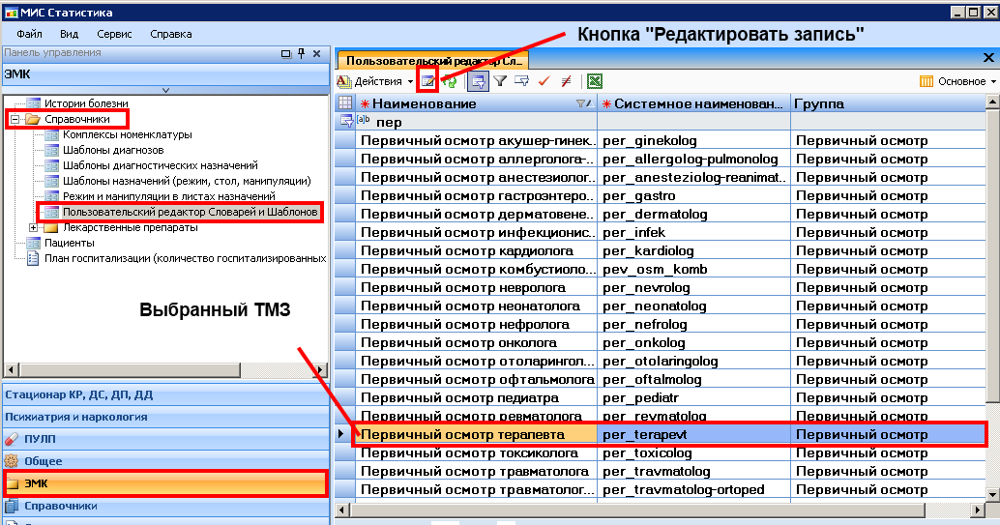 МИС Статистика
Файл Вид Сервис Справка
Панель управления
ЭМК
Истории болезни
Справочники
Комплексы номенклатуры
Шаблоны диагнозов
Шаблоны диагностических назначений
Шаблоны назначений (режим, стол, манипуляции)
Режим и манипуляции в листах назначений
Пользовательский редактор Словарей и Шаблонов
Лекарственные препараты
Пациенты
План госпитализации (количество госпитализированных
Выбранный ТМЗ
Стационар КР, ДС, ДП, ДД
Психиатрия и наркология
ПУЛП
Общее
ЭМК
Справочники
Кнопка "Редактировать запись"
Пользовательский редактор Сл...
Действия Основное
Наименование Системное наименован... Группа
пер
Первичный осмотр акушер-гинек... per_ginekolog Первичный осмотр
Первичный осмотр аллерголога-... per_allergolog-pulmonolog Первичный осмотр
Первичный осмотр анестезиолог... per_anesteziolog-reanimat... Первичный осмотр
Первичный осмотр гастроэнтеро... per_gastro Первичный осмотр
Первичный осмотр дерматовене... per_dermatolog Первичный осмотр
Первичный осмотр инфекционис... per_infek Первичный осмотр
Первичный осмотр кардиолога per_kardiolog Первичный осмотр
Первичный осмотр комбустиоло... pev_osm_komb Первичный осмотр
Первичный осмотр невролога per_nevrolog Первичный осмотр
Первичный осмотр неонатолога per_neonatolog Первичный осмотр
Первичный осмотр нефролога per_nefrolog Первичный осмотр
Первичный осмотр онколога per_onkolog Первичный осмотр
Первичный осмотр отоларингол... per_otolaringolog Первичный осмотр
Первичный осмотр офтальмолога per_oftalmolog Первичный осмотр
Первичный осмотр педиатра per_pediatr Первичный осмотр
Первичный осмотр ревматолога per_revmatolog Первичный осмотр
Первичный осмотр терапевта per_terapevt Первичный осмотр
Первичный осмотр токсиколога per_toxicolog Первичный осмотр
Первичный осмотр травматолога per_travmatolog Первичный осмотр
Первичный осмотр травматолог... per_travmatolog-ortoped Первичный осмотр